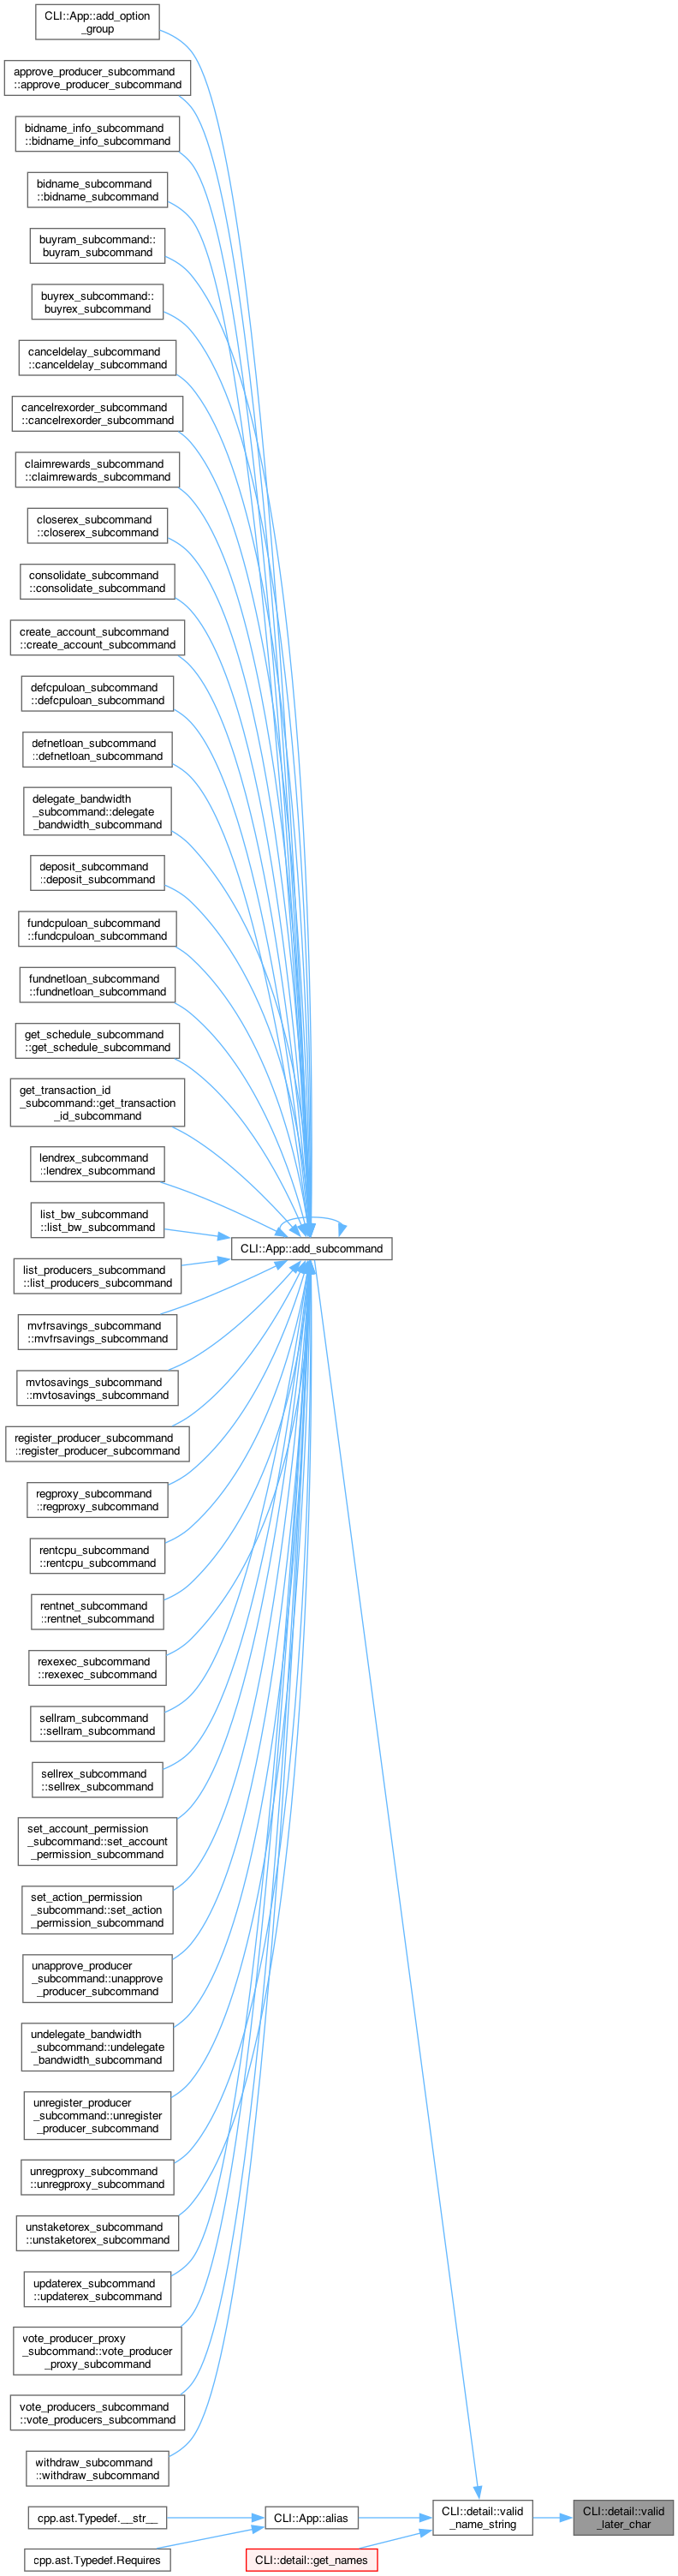 CLI::App::add_option
_group
approve_producer_subcommand
::approve_producer_subcommand
bidname_info_subcommand
::bidname_info_subcommand
bidname_subcommand
::bidname_subcommand
buyram_subcommand::
buyram_subcommand
buyrex_subcommand::
buyrex_subcommand
canceldelay_subcommand
::canceldelay_subcommand
cancelrexorder_subcommand
::cancelrexorder_subcommand
claimrewards_subcommand
::claimrewards_subcommand
closerex_subcommand
::closerex_subcommand
consolidate_subcommand
::consolidate_subcommand
create_account_subcommand
::create_account_subcommand
defcpuloan_subcommand
::defcpuloan_subcommand
defnetloan_subcommand
::defnetloan_subcommand
delegate_bandwidth
_subcommand::delegate
_bandwidth_subcommand
deposit_subcommand
::deposit_subcommand
fundcpuloan_subcommand
::fundcpuloan_subcommand
fundnetloan_subcommand
::fundnetloan_subcommand
get_schedule_subcommand
::get_schedule_subcommand
get_transaction_id
_subcommand::get_transaction
_id_subcommand
lendrex_subcommand
::lendrex_subcommand
list_bw_subcommand
::list_bw_subcommand
CLI::App::add_subcommand
list_producers_subcommand
::list_producers_subcommand
mvfrsavings_subcommand
::mvfrsavings_subcommand
mvtosavings_subcommand
::mvtosavings_subcommand
register_producer_subcommand
::register_producer_subcommand
regproxy_subcommand
::regproxy_subcommand
rentcpu_subcommand
::rentcpu_subcommand
rentnet_subcommand
::rentnet_subcommand
rexexec_subcommand
::rexexec_subcommand
sellram_subcommand
::sellram_subcommand
sellrex_subcommand
::sellrex_subcommand
set_account_permission
_subcommand::set_account
_permission_subcommand
set_action_permission
_subcommand::set_action
_permission_subcommand
unapprove_producer
_subcommand::unapprove
_producer_subcommand
undelegate_bandwidth
_subcommand::undelegate
_bandwidth_subcommand
unregister_producer
_subcommand::unregister
_producer_subcommand
unregproxy_subcommand
::unregproxy_subcommand
unstaketorex_subcommand
::unstaketorex_subcommand
updaterex_subcommand
::updaterex_subcommand
vote_producer_proxy
_subcommand::vote_producer
_proxy_subcommand
vote_producers_subcommand
::vote_producers_subcommand
withdraw_subcommand
::withdraw_subcommand
cpp.ast.Typedef.__str__
CLI::App::alias
CLI::detail::valid
_name_string
CLI::detail::valid
_later_char
cpp.ast.Typedef.Requires
CLI::detail::get_names